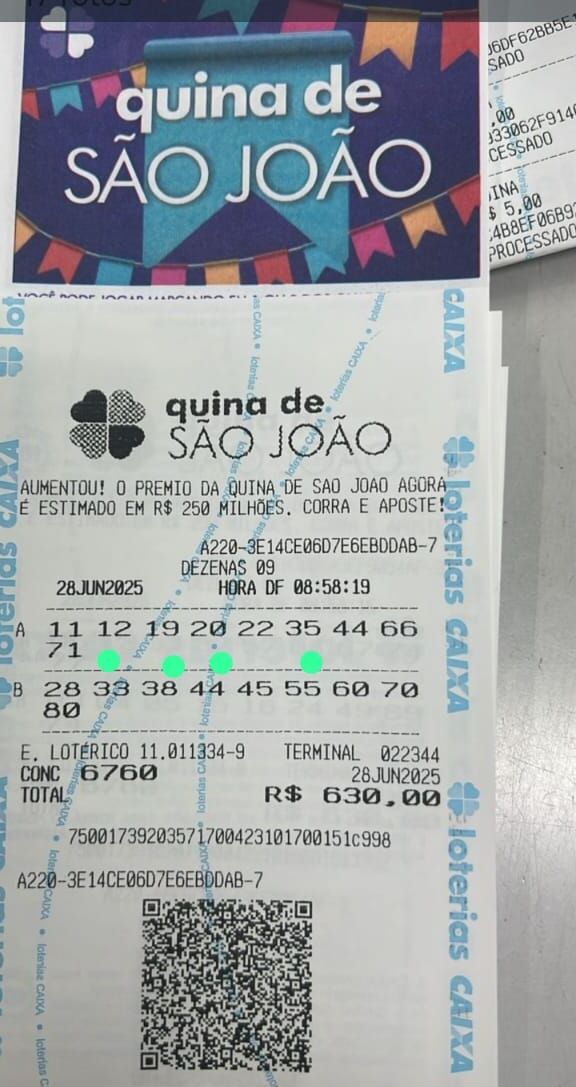 quina de
SÃO JOÃO
06DF62BB5E
SADO
,00
933062F914
CESSADO
INA
$ 5,00
4B8EF06B9
PROCESSADO
quina de
SÃO JOÃO
AUMENTOU! O PREMIO DA QUINA DE SAO JOAO AGORA
É ESTIMADO EM R$ 250 MILHÕES. CORRA E APOSTE!
A220-3E14CE06D7E6EBDDAB-7
DEZENAS 09
28JUN2025 HORA DF 08:58:19
A 11 12 19 20 22 35 44 66
71
B 28 33 38 44 45 55 60 70
80
E. LOTÉRICO 11.011334-9 TERMINAL 022344
CONC 6760 28JUN2025
TOTAL R$ 630,00
75001739203571700423101700151c998
A220-3E14CE06D7E6EBDDAB-7
loterias CAIXA
loterias CAIXA
loterias CAIXA